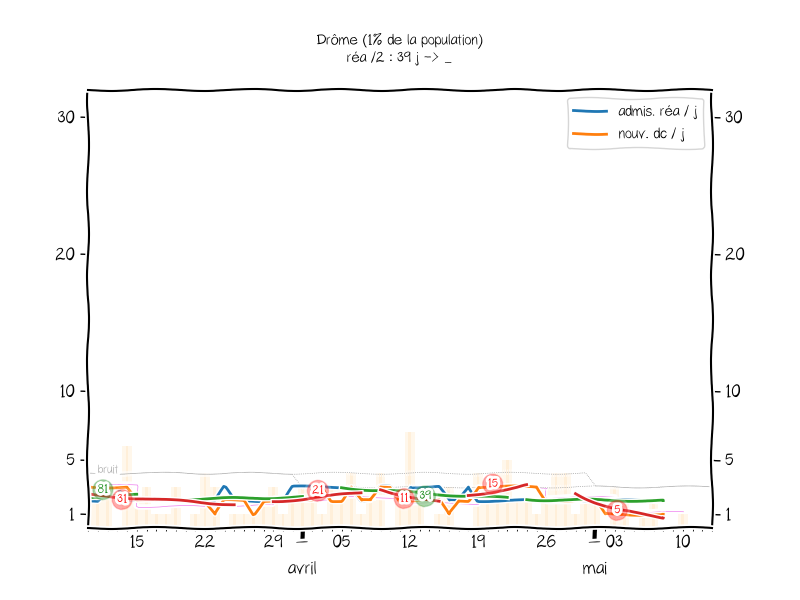 Drôme (1% de la population)
réa /2 : 39 j -> _
admis. réa / j
nouv. dc / j
30
30
20
20
10
10
5
5
1
1
bruit
81
31
21
11
39
15
5
15 22 29 05 12 19 26 03 10
avril mai